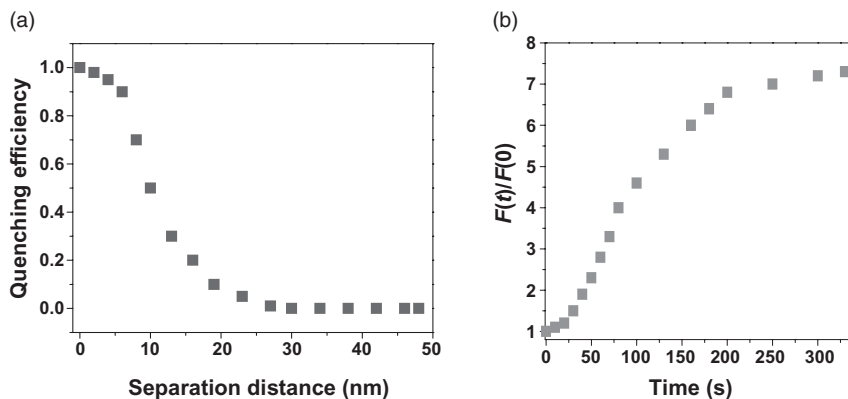 (a)
Quenching efficiency
1.0
0.8
0.6
0.4
0.2
0.0
0 10 20 30 40 50
Separation distance (nm)
(b)
F(t)/F(0)
8
7
6
5
4
3
2
1
0 50 100 150 200 250 300
Time (s)